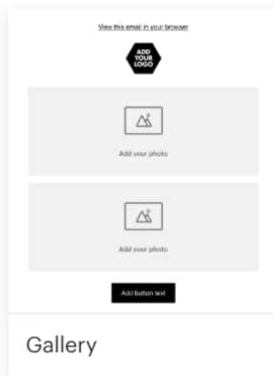 View this email in your browser
ADD
YOUR
LOGO
Add your photo
Add your photo
Add button text
Gallery